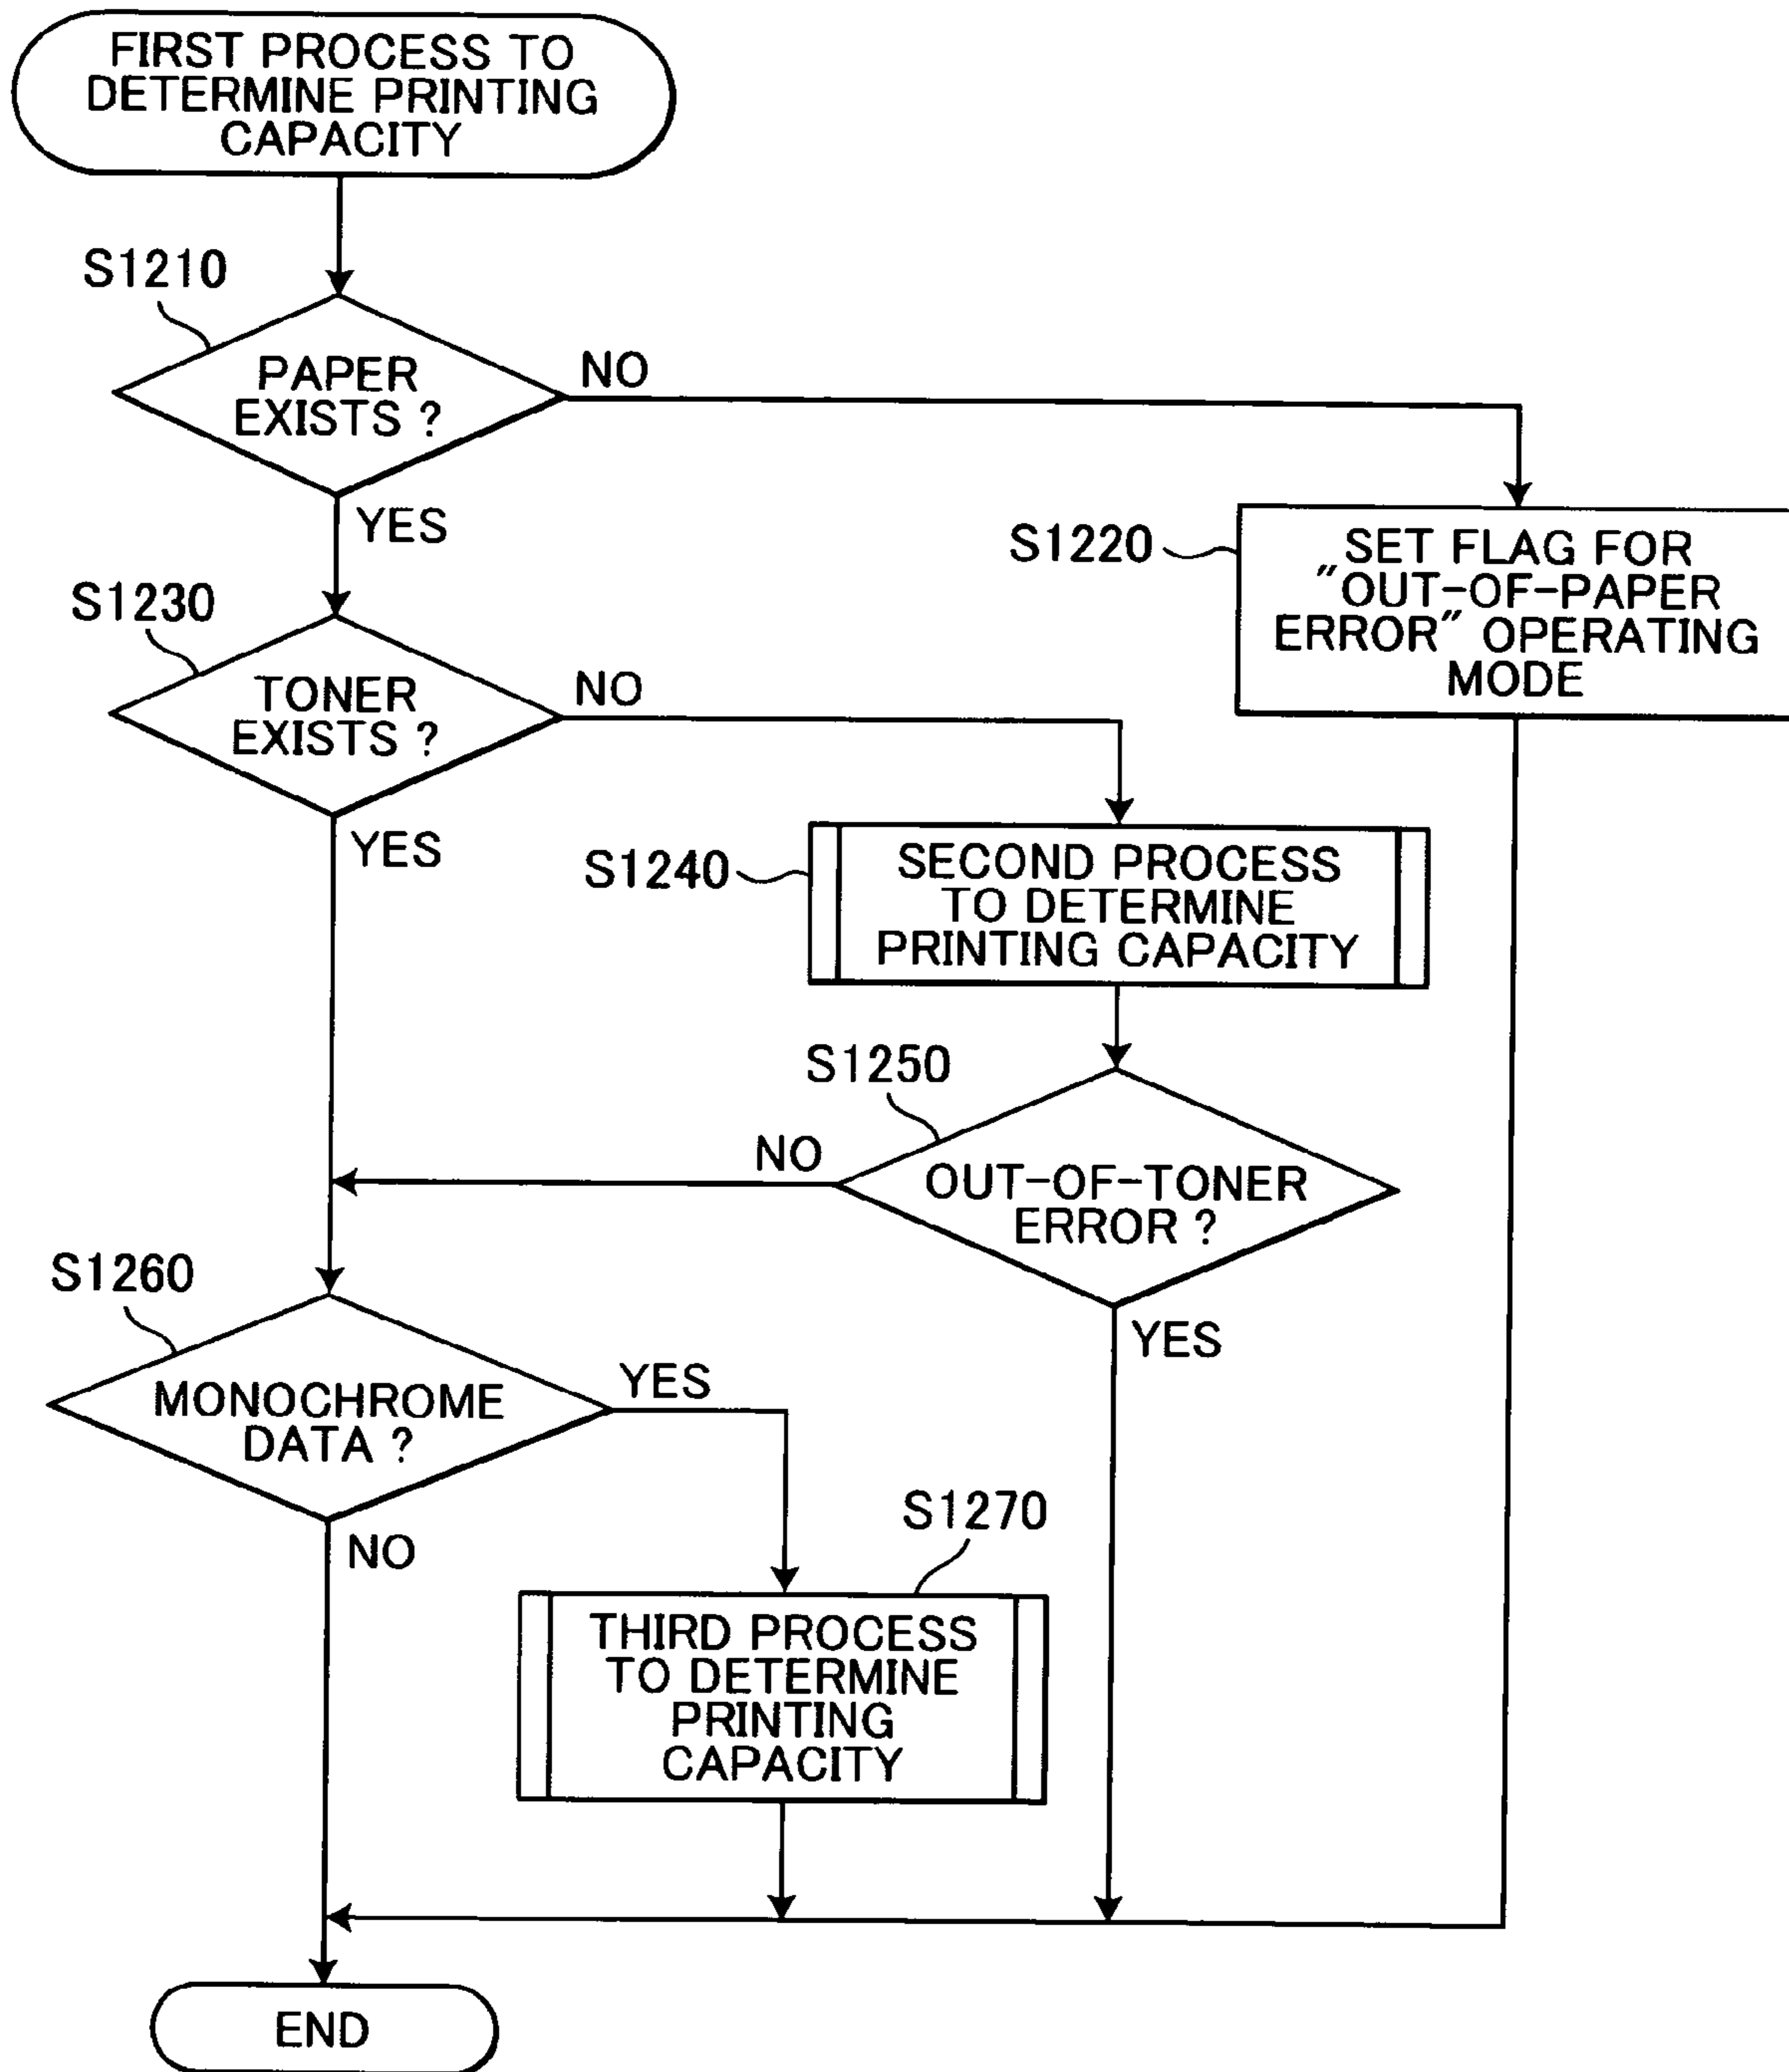 FIRST PROCESS TO
DETERMINE PRINTING
CAPACITY
S1210
PAPER
EXISTS ?
NO
YES
S1220
SET FLAG FOR
"OUT-OF-PAPER
ERROR" OPERATING
MODE
S1230
TONER
EXISTS ?
NO
YES
S1240
SECOND PROCESS
TO DETERMINE
PRINTING CAPACITY
S1250
OUT-OF-TONER
ERROR ?
NO
YES
S1260
MONOCHROME
DATA ?
YES
NO
S1270
THIRD PROCESS
TO DETERMINE
PRINTING
CAPACITY
END